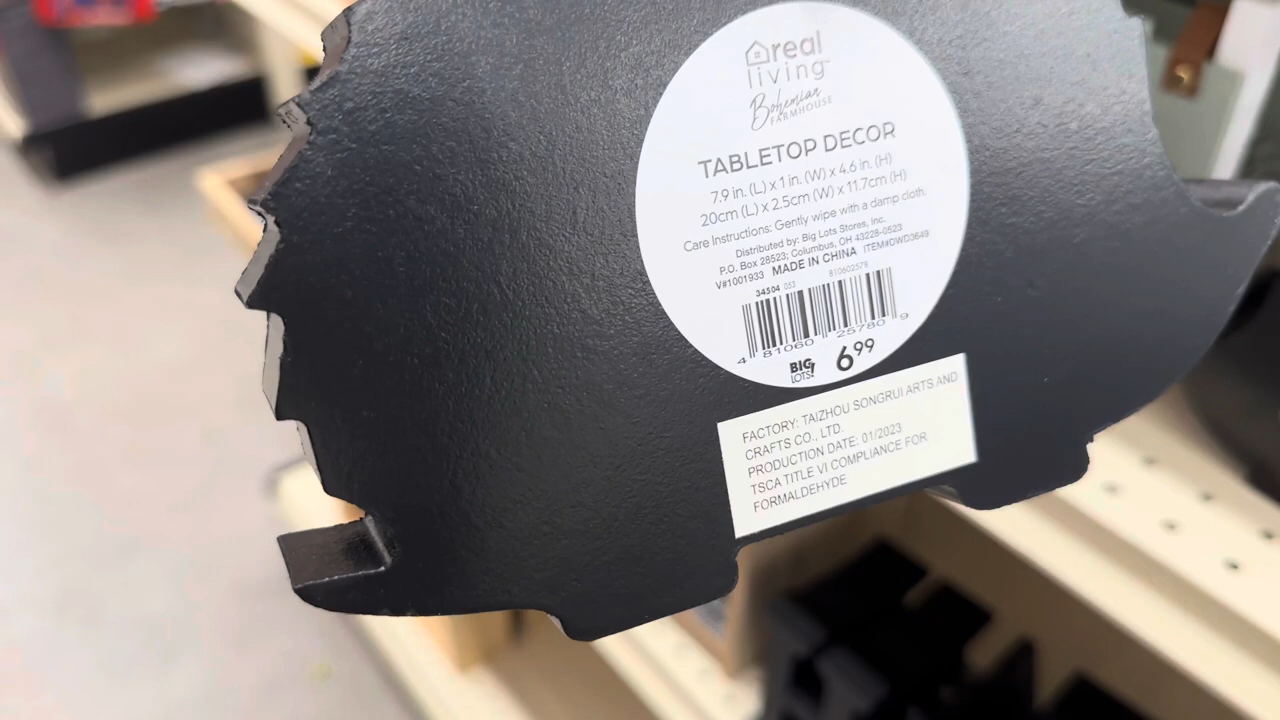 real
living
Bohemian
FARMHOUSE
TABLETOP DECOR
7.9 in. (L) x 1 in. (W) x 4.6 in. (H)
20cm (L) x 2.5cm (W) x 11.7cm (H)
Care Instructions: Gently wipe with a damp cloth.
Distributed by: Big Lots Stores, Inc.
P.O. Box 28523; Columbus, OH 43228-0523
V#1001933 MADE IN CHINA ITEM#OWD3649
34504 053 810602578
4 81060 25780 9
BIG LOTS! 6.99
FACTORY: TAIZHOU SONGRUI ARTS AND
CRAFTS CO., LTD.
PRODUCTION DATE: 01/2023
TSCA TITLE VI COMPLIANCE FOR
FORMALDEHYDE